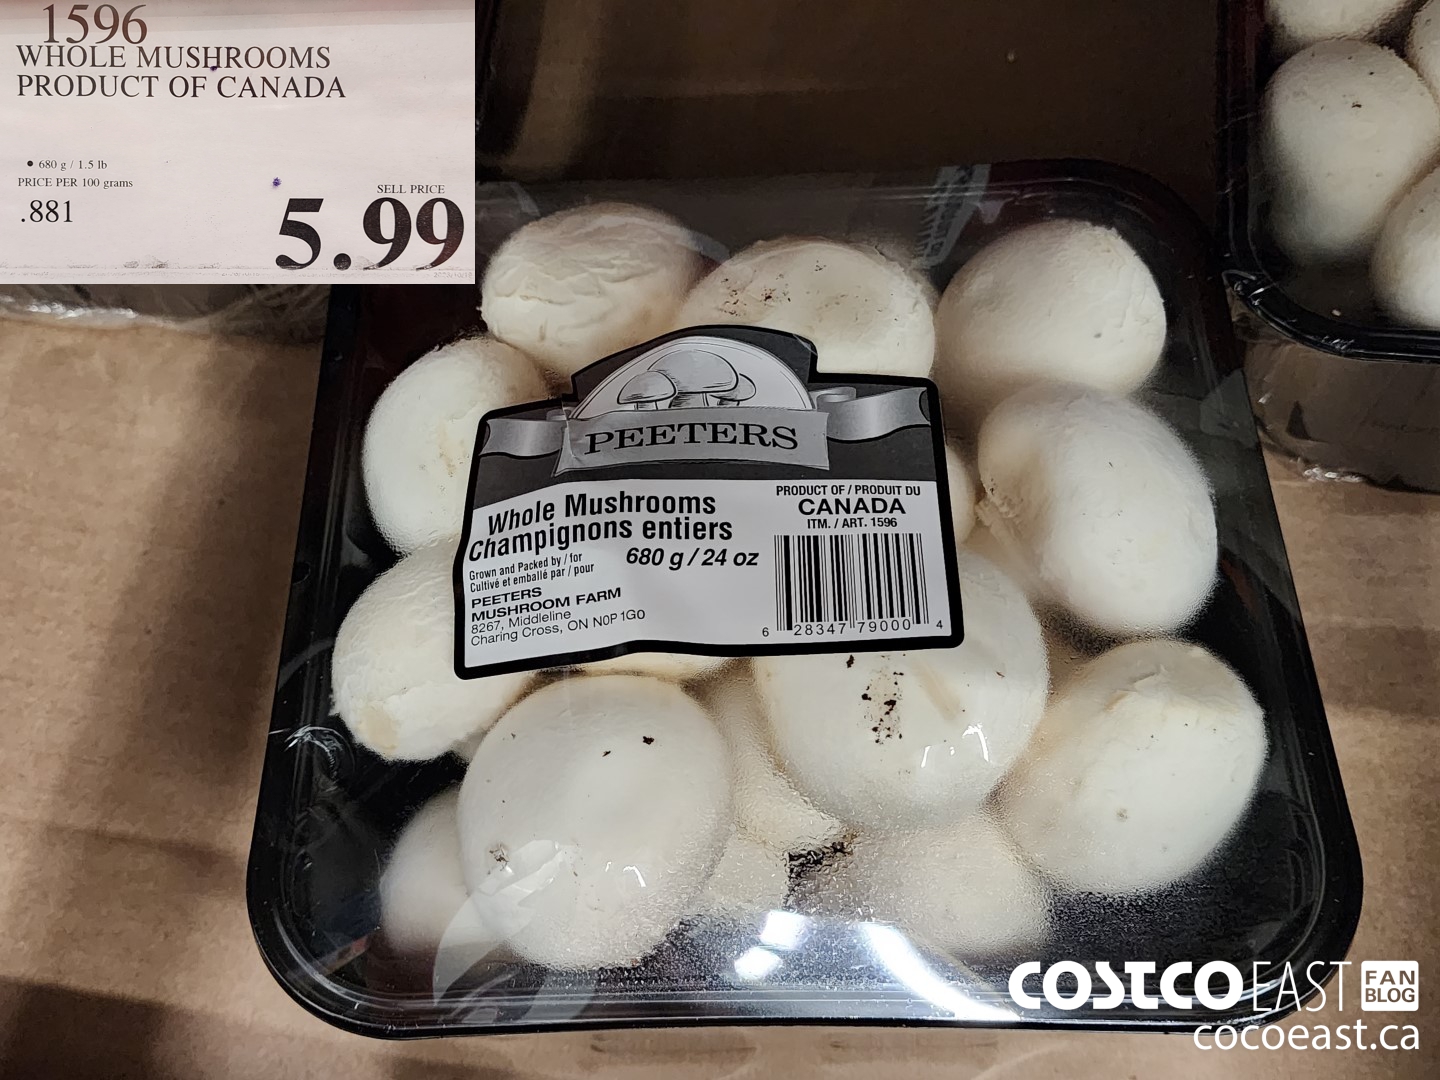 1596
WHOLE MUSHROOMS
PRODUCT OF CANADA
• 680 g / 1.5 lb
PRICE PER 100 grams
.881
SELL PRICE
5.99
PEETERS
Whole Mushrooms
Champignons entiers
680 g / 24 oz
Grown and Packed by / for
Cultivé et emballé par / pour
PEETERS
MUSHROOM FARM
8267, Middleline
Charing Cross, ON N0P 1G0
PRODUCT OF / PRODUIT DU
CANADA
ITM. / ART. 1596
6 28347 79000 4
COSTCO EAST FAN BLOG
cocoeast.ca